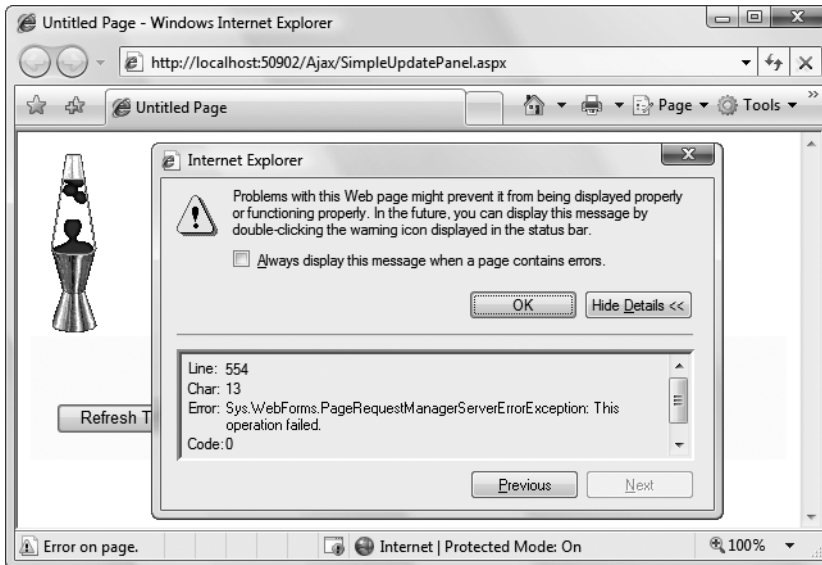 Untitled Page - Windows Internet Explorer
http://localhost:50902/Ajax/SimpleUpdatePanel.aspx
Untitled Page
Page
Tools
Internet Explorer
Problems with this Web page might prevent it from being displayed properly
or functioning properly. In the future, you can display this message by
double-clicking the warning icon displayed in the status bar.
Always display this message when a page contains errors.
OK
Hide Details <<
Line: 554
Char: 13
Error: Sys.WebForms.PageRequestManagerServerErrorException: This
operation failed.
Code:0
Refresh T
Previous
Next
Error on page.
Internet | Protected Mode: On
100%